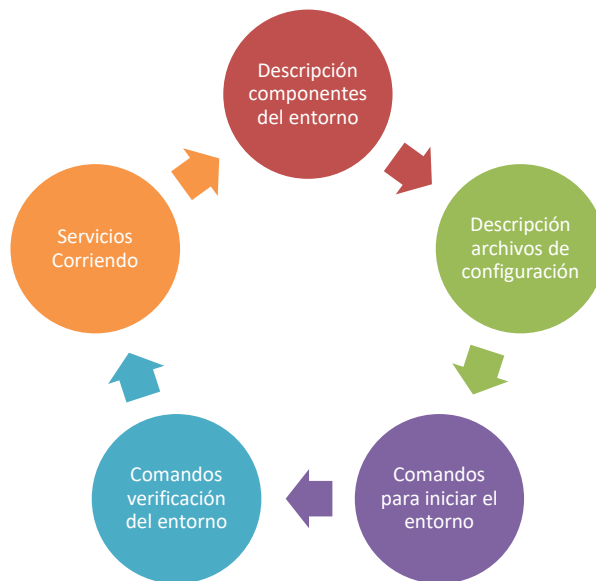 Descripción
componentes
del entorno
Descripción
archivos de
configuración
Comandos
para iniciar el
entorno
Comandos
verificación
del entorno
Servicios
Corriendo